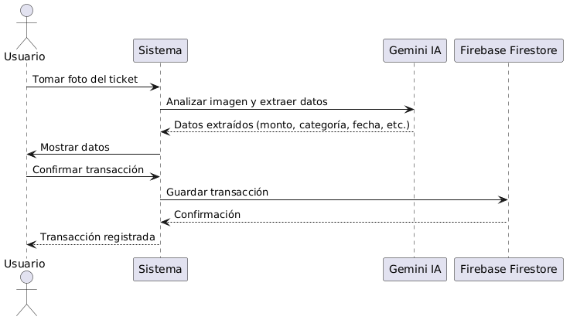 Usuario
Sistema
Gemini IA
Firebase Firestore
Tomar foto del ticket
Analizar imagen y extraer datos
Datos extraídos (monto, categoría, fecha, etc.)
Mostrar datos
Confirmar transacción
Guardar transacción
Confirmación
Transacción registrada
Usuario
Sistema
Gemini IA
Firebase Firestore